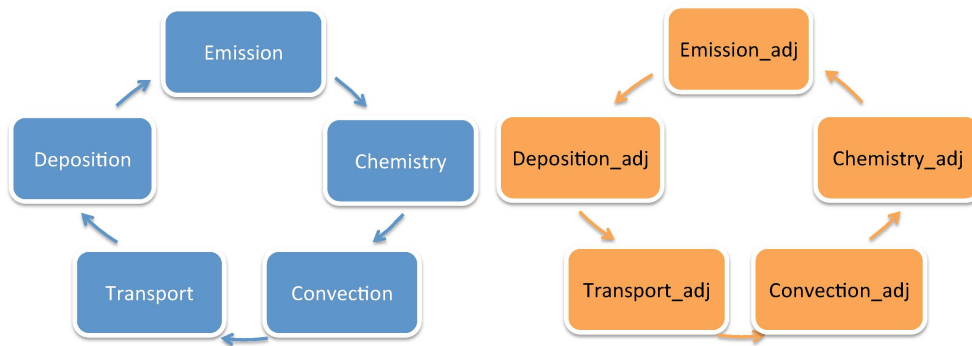 Emission
Chemistry
Convection
Transport
Deposition
Emission_adj
Deposition_adj
Transport_adj
Convection_adj
Chemistry_adj